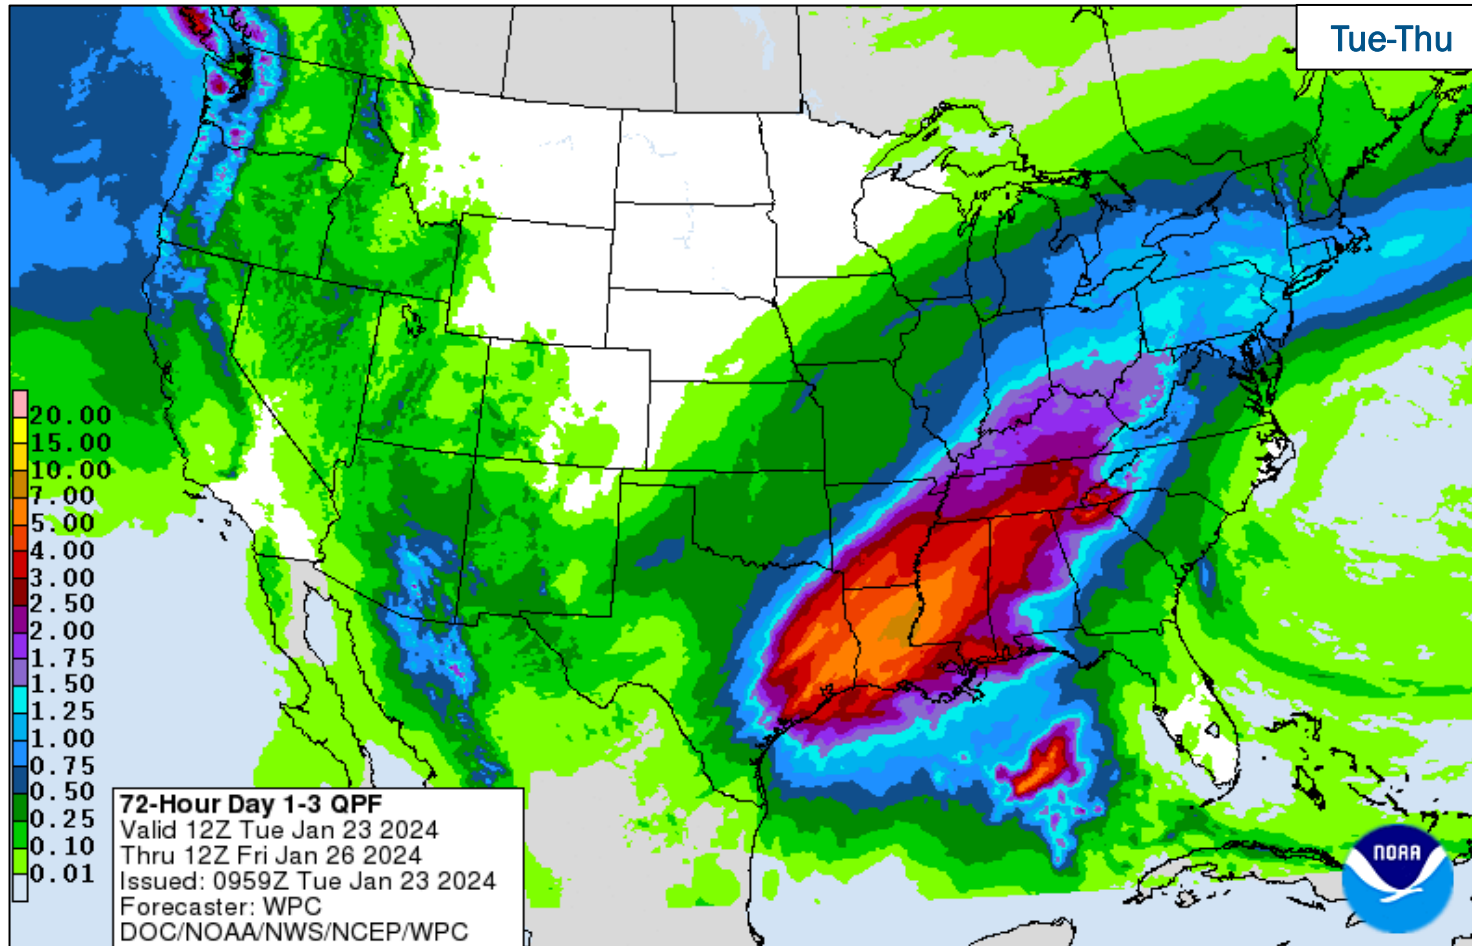 Tue-Thu
20.00
15.00
10.00
7.00
5.00
4.00
3.00
2.50
2.00
1.75
1.50
1.25
1.00
0.75
0.50
0.25
0.10
0.01
72-Hour Day 1-3 QPF
Valid 12Z Tue Jan 23 2024
Thru 12Z Fri Jan 26 2024
Issued: 0959Z Tue Jan 23 2024
Forecaster: WPC
DOC/NOAA/NWS/NCEP/WPC
NOAA